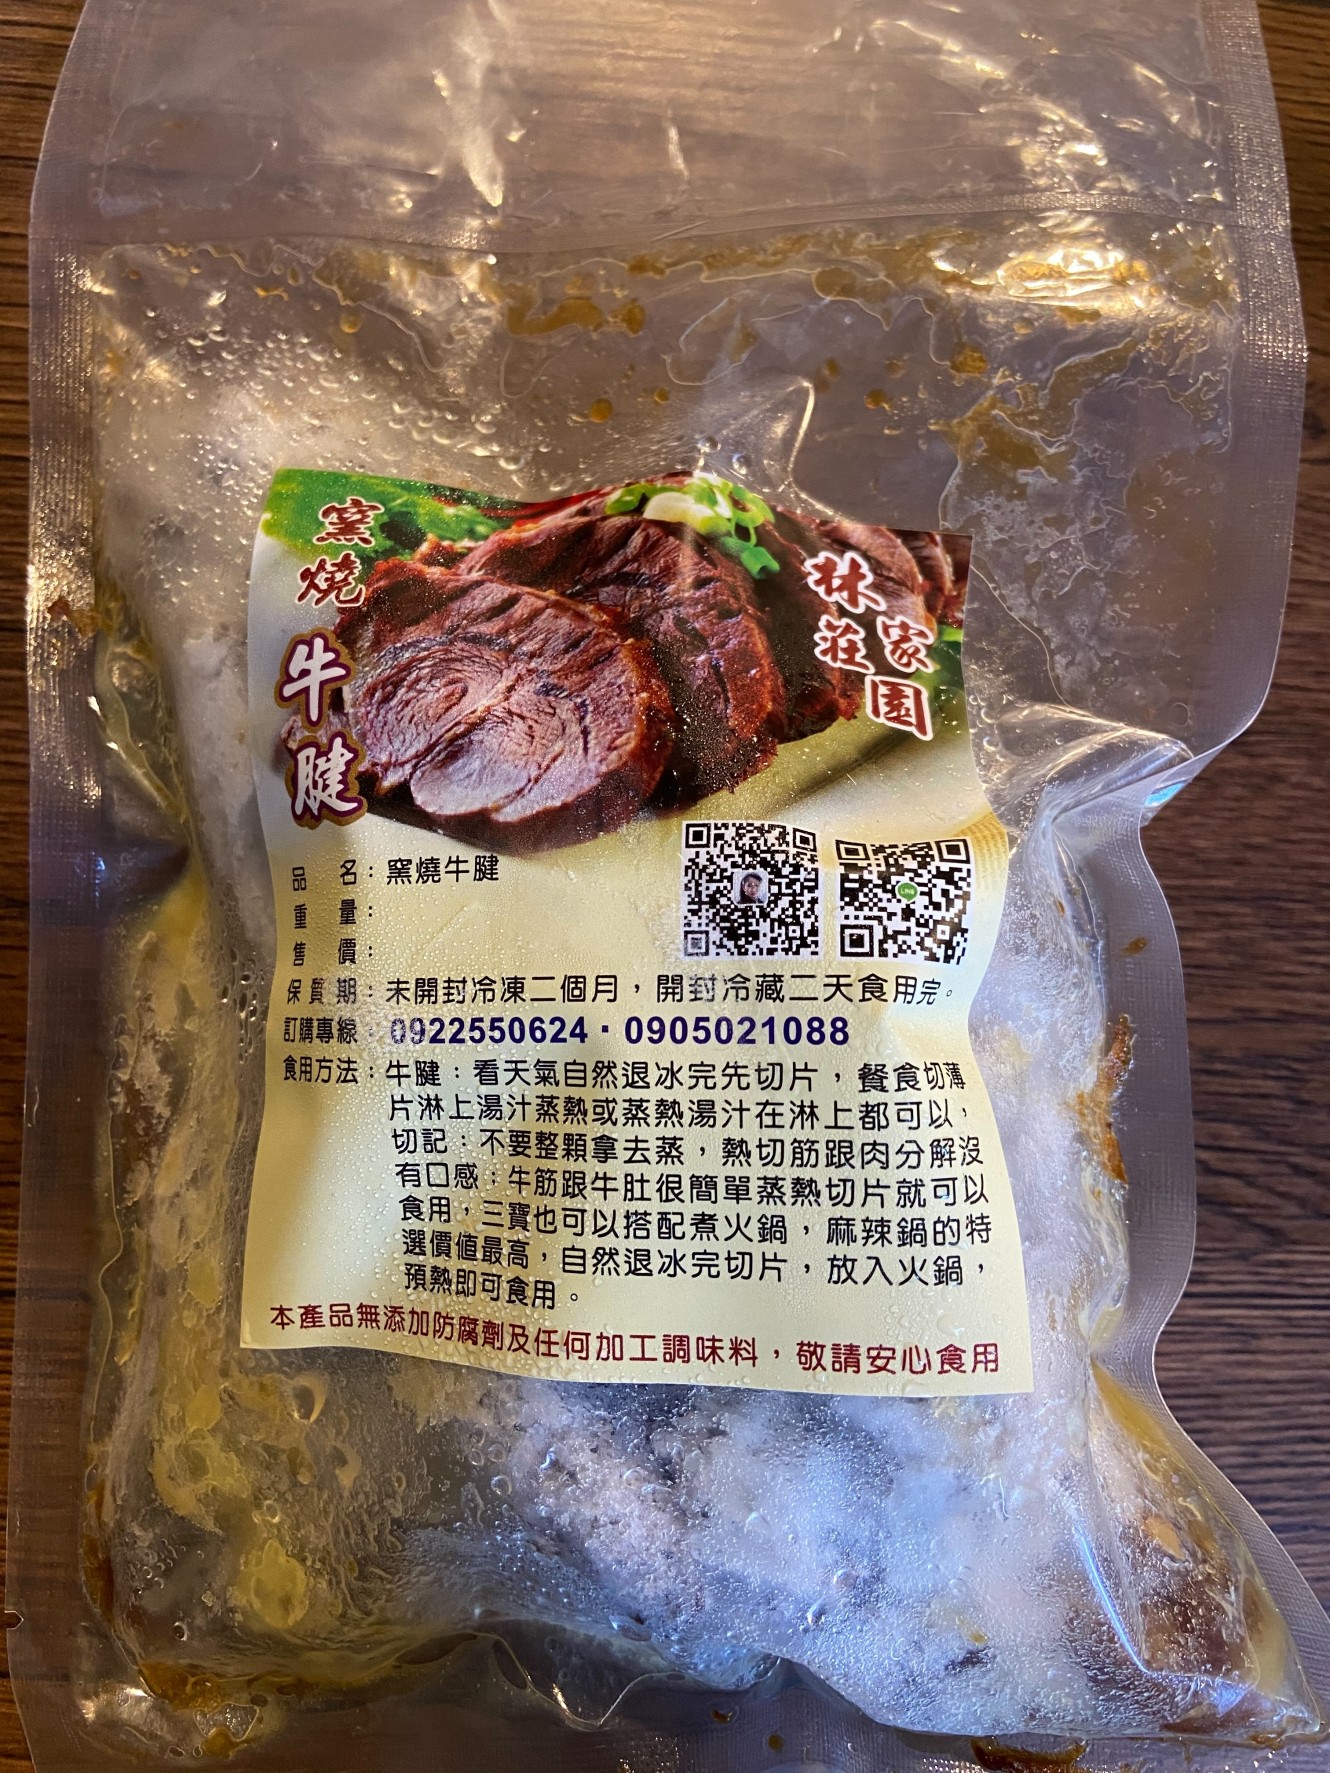 窯燒
牛腱
林家
莊園
LINE
品名：窯燒牛腱
重量：
售價：
保質期：未開封冷凍二個月，開封冷藏二天食用完。
訂購專線：0922550624·0905021088
食用方法：牛腱：看天氣自然退冰完先切片，餐食切薄
片淋上湯汁蒸熱或蒸熱湯汁在淋上都可以，
切記：不要整顆拿去蒸，熱切筋跟肉分解沒
有口感；牛筋跟牛肚很簡單蒸熱切片就可以
食用，三寶也可以搭配煮火鍋，麻辣鍋的特
選價值最高，自然退冰完切片，放入火鍋，
預熱即可食用。
本產品無添加防腐劑及任何加工調味料，敬請安心食用